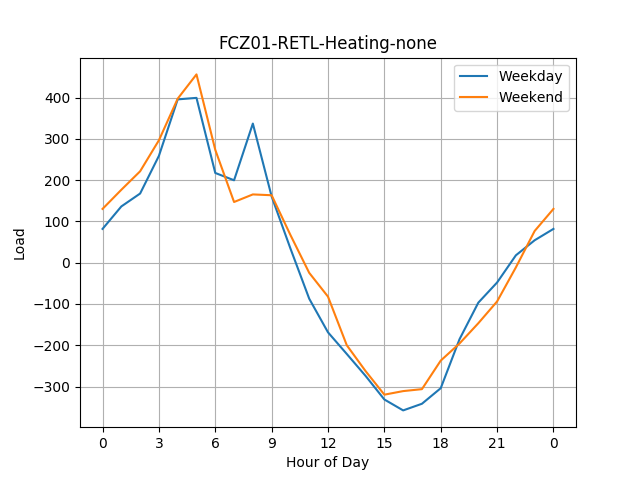 FCZ01-RETL-Heating-none
Weekday
Weekend
Load
400
300
200
100
0
−100
−200
−300
0 3 6 9 12 15 18 21 0
Hour of Day